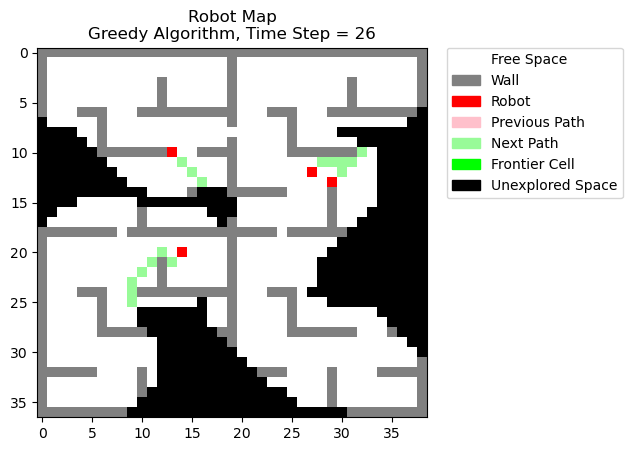 Robot Map
Greedy Algorithm, Time Step = 26
Free Space
Wall
Robot
Previous Path
Next Path
Frontier Cell
Unexplored Space
0
5
10
15
20
25
30
35
0 5 10 15 20 25 30 35